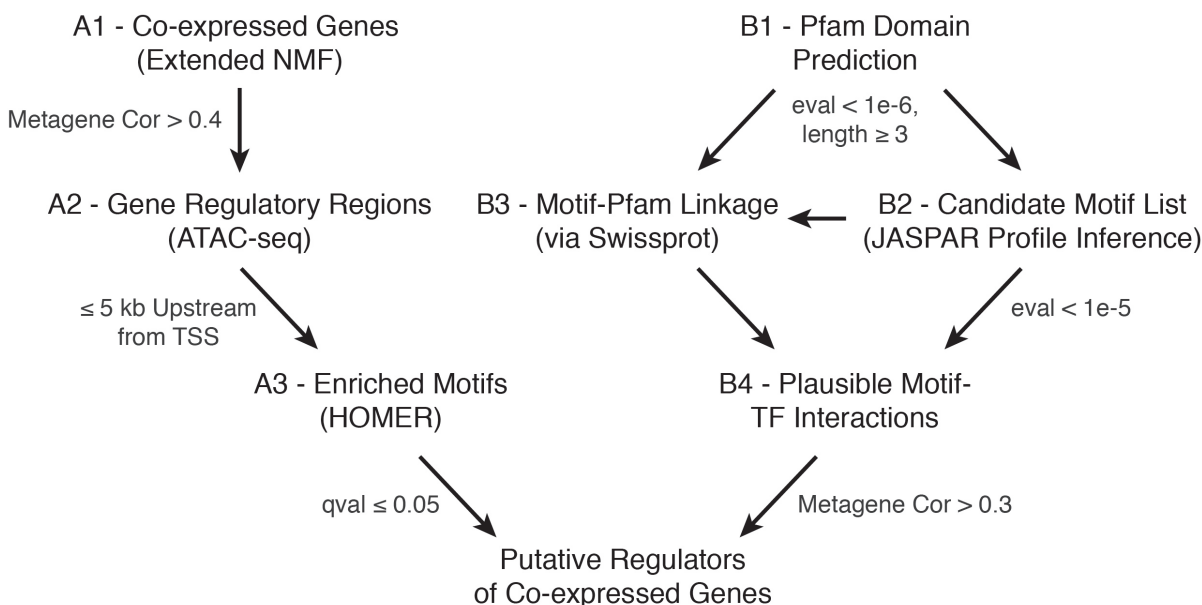 A1 - Co-expressed Genes
(Extended NMF)
B1 - Pfam Domain
Prediction
Metagene Cor > 0.4
eval < 1e-6,
length ≥ 3
A2 - Gene Regulatory Regions
(ATAC-seq)
B3 - Motif-Pfam Linkage
(via Swissprot)
B2 - Candidate Motif List
(JASPAR Profile Inference)
≤ 5 kb Upstream
from TSS
eval < 1e-5
A3 - Enriched Motifs
(HOMER)
B4 - Plausible Motif-
TF Interactions
qval ≤ 0.05
Metagene Cor > 0.3
Putative Regulators
of Co-expressed Genes